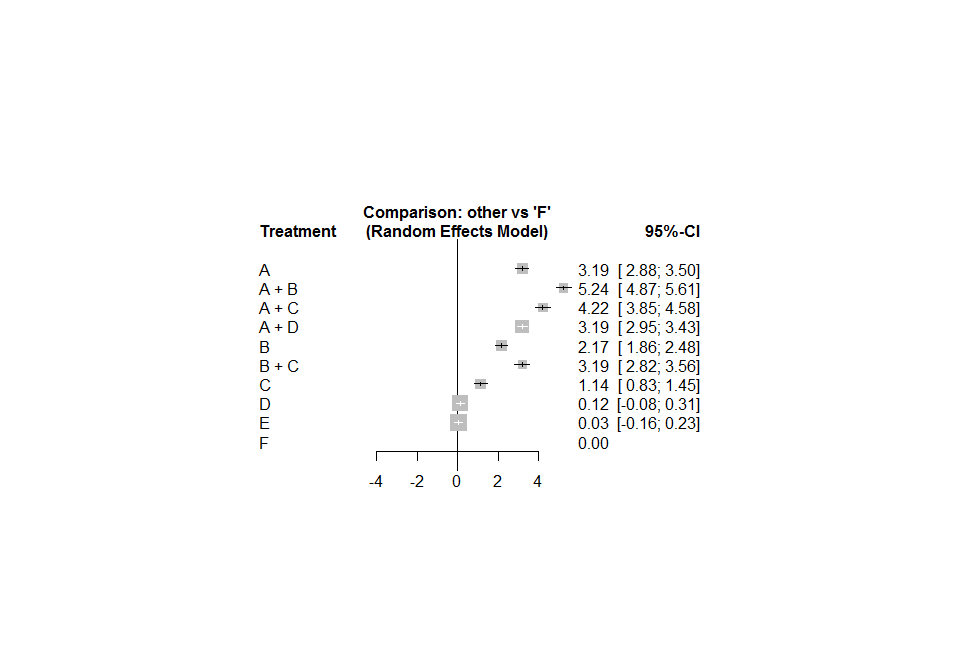 Comparison: other vs 'F'
Treatment (Random Effects Model) 95%-CI
A 3.19 [ 2.88; 3.50]
A + B 5.24 [ 4.87; 5.61]
A + C 4.22 [ 3.85; 4.58]
A + D 3.19 [ 2.95; 3.43]
B 2.17 [ 1.86; 2.48]
B + C 3.19 [ 2.82; 3.56]
C 1.14 [ 0.83; 1.45]
D 0.12 [-0.08; 0.31]
E 0.03 [-0.16; 0.23]
F 0.00
-4 -2 0 2 4